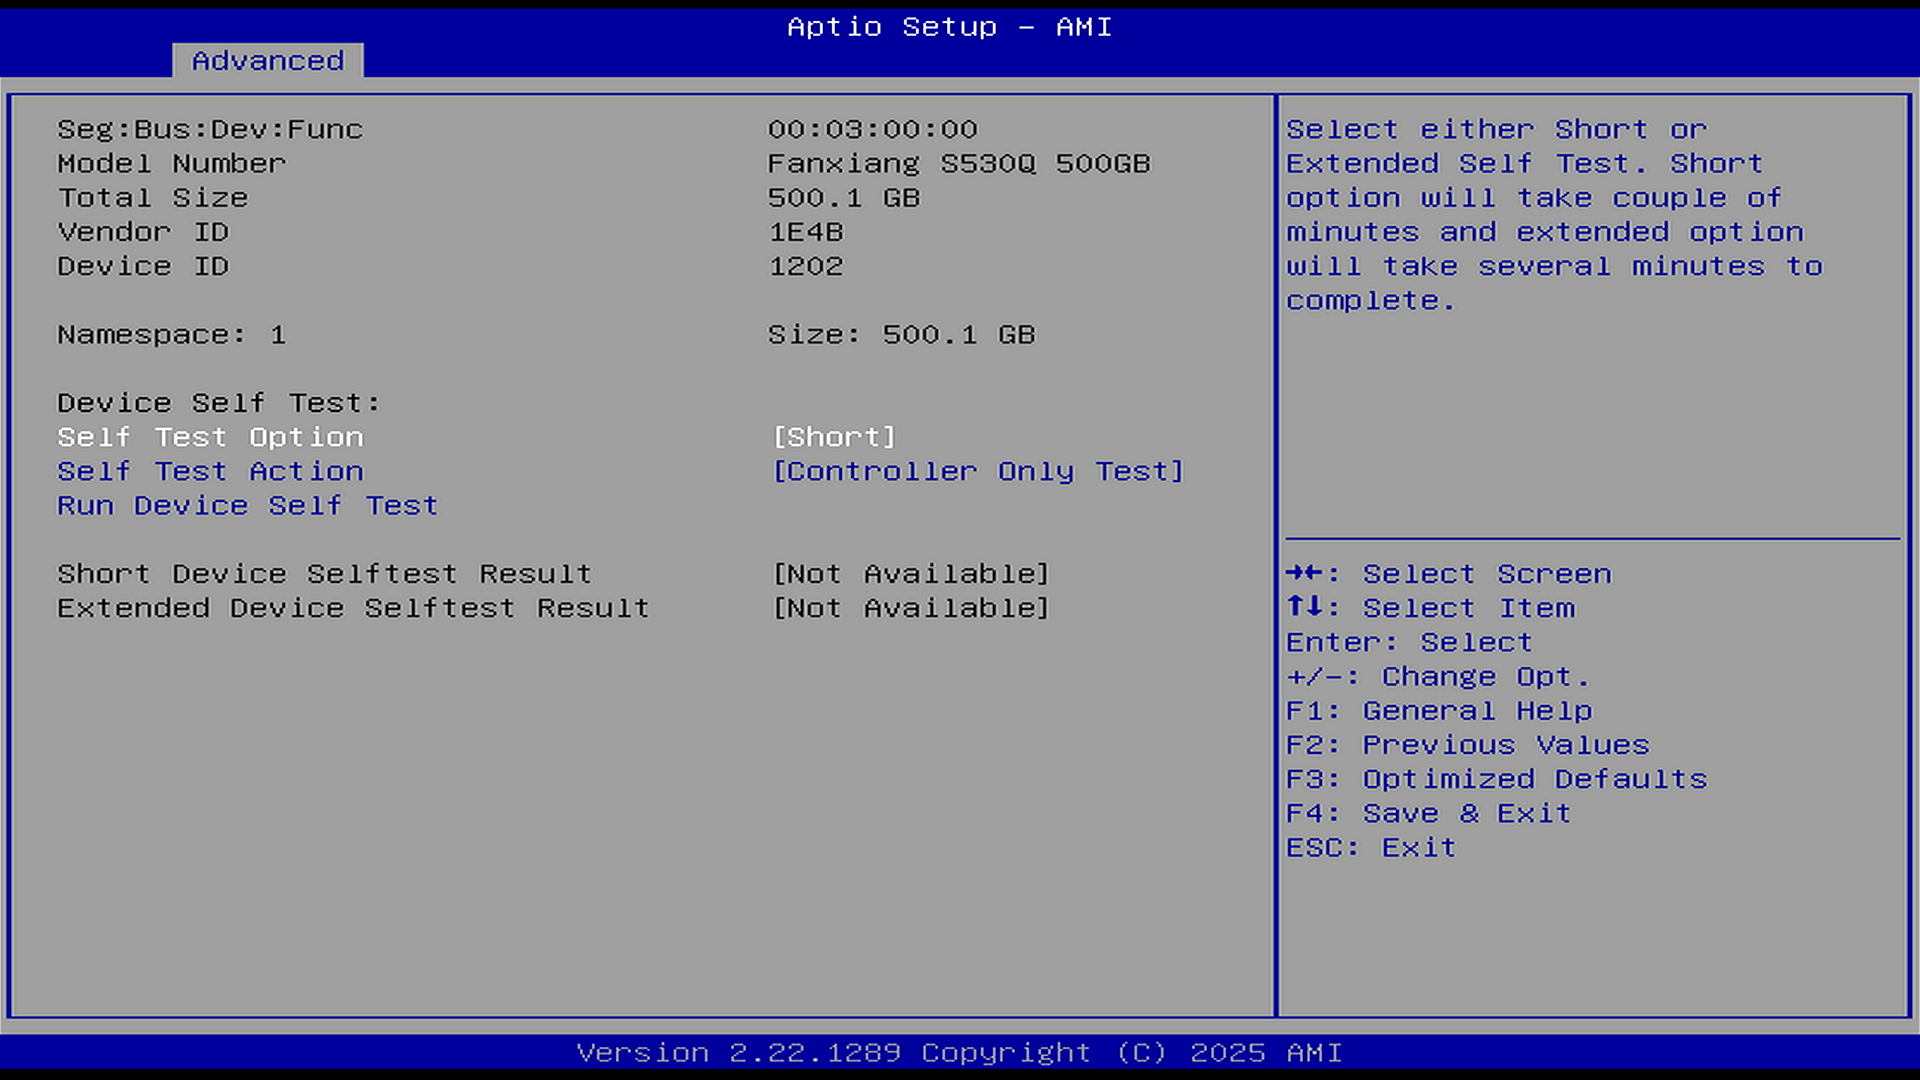 Aptio Setup - AMI
Advanced
Seg:Bus:Dev:Func 00:03:00:00
Model Number Fanxiang S530Q 500GB
Total Size 500.1 GB
Vendor ID 1E4B
Device ID 1202
Namespace: 1 Size: 500.1 GB
Device Self Test:
Self Test Option [Short]
Self Test Action [Controller Only Test]
Run Device Self Test
Short Device Selftest Result [Not Available]
Extended Device Selftest Result [Not Available]
Select either Short or
Extended Self Test. Short
option will take couple of
minutes and extended option
will take several minutes to
complete.
→←: Select Screen
↑↓: Select Item
Enter: Select
+/-: Change Opt.
F1: General Help
F2: Previous Values
F3: Optimized Defaults
F4: Save & Exit
ESC: Exit
Version 2.22.1289 Copyright (C) 2025 AMI